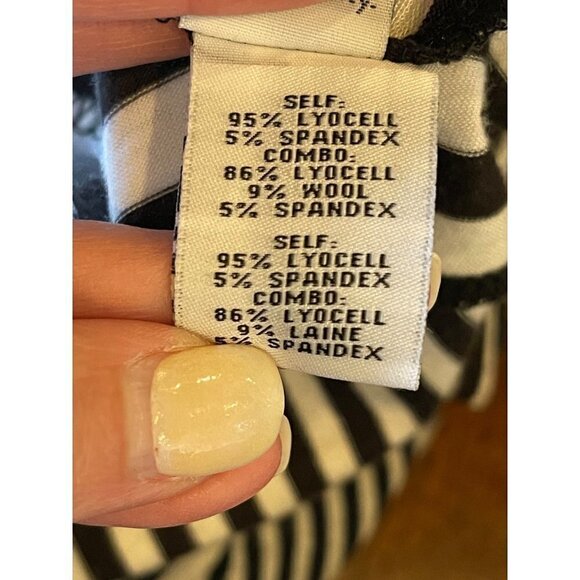 SELF:
95% LYOCELL
5% SPANDEX
COMBO:
86% LYOCELL
9% WOOL
5% SPANDEX
SELF:
95% LYOCELL
5% SPANDEX
COMBO:
86% LYOCELL
9% LAINE
5% SPANDEX